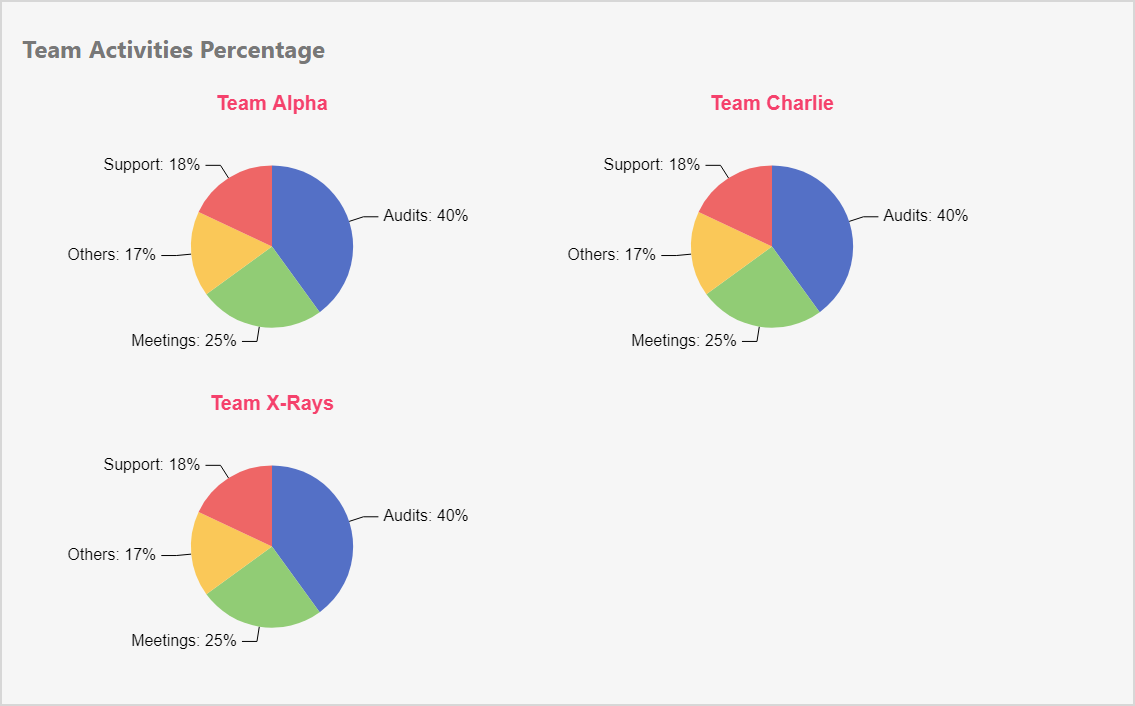 Team Activities Percentage
Team Alpha
Support: 18%
Audits: 40%
Others: 17%
Meetings: 25%
Team Charlie
Support: 18%
Audits: 40%
Others: 17%
Meetings: 25%
Team X-Rays
Support: 18%
Audits: 40%
Others: 17%
Meetings: 25%